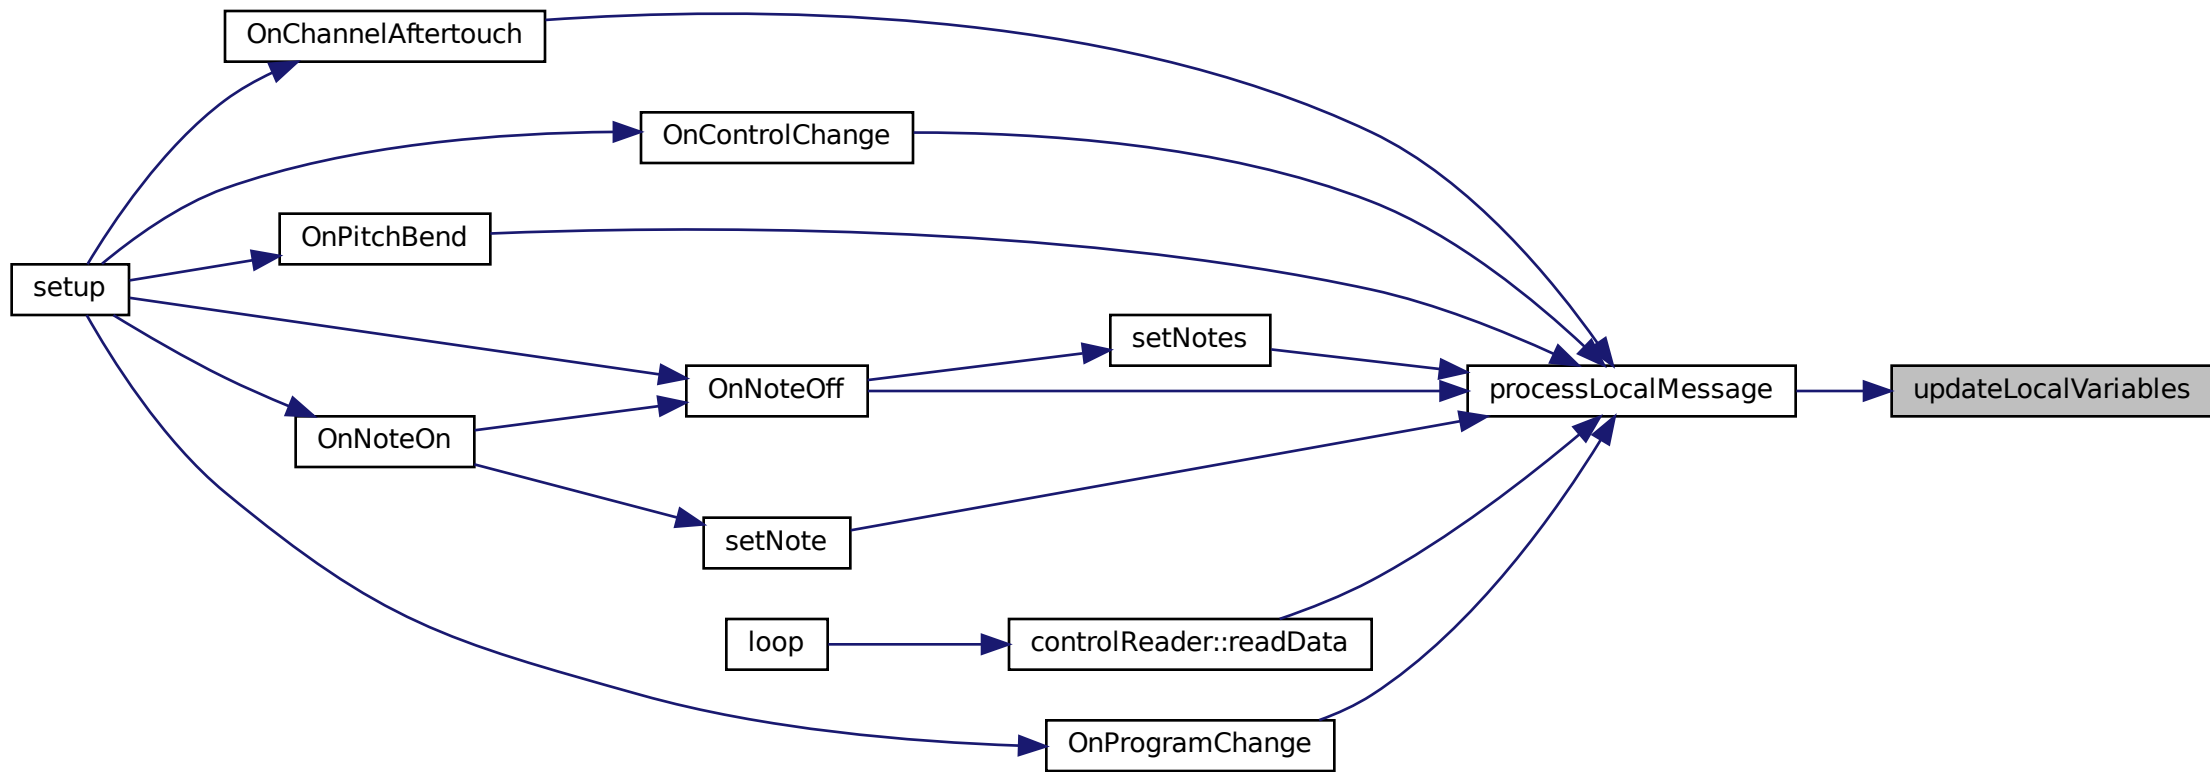 OnChannelAftertouch
OnControlChange
OnPitchBend
setup
setNotes
OnNoteOff
processLocalMessage
updateLocalVariables
OnNoteOn
setNote
loop
controlReader::readData
OnProgramChange